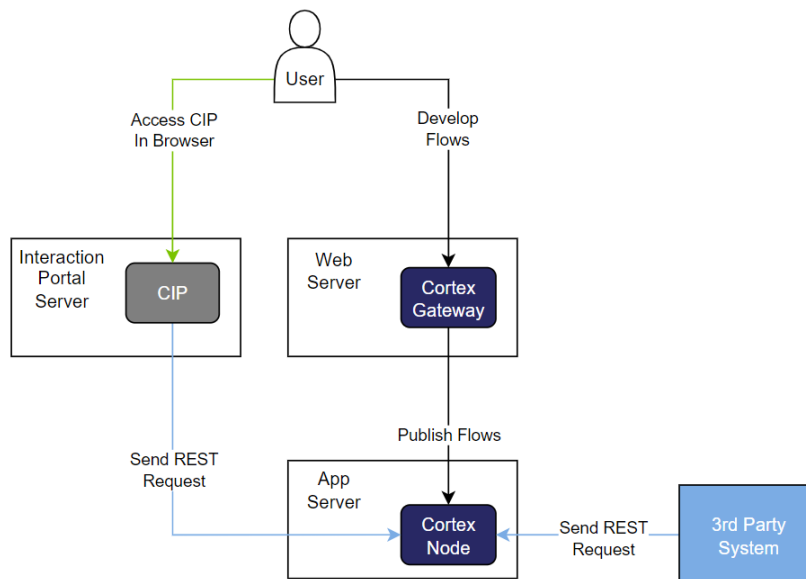 User
Access CIP
In Browser
Develop
Flows
Interaction
Portal
Server
CIP
Web
Server
Cortex
Gateway
Send REST
Request
Publish Flows
App
Server
Cortex
Node
Send REST
Request
3rd Party
System